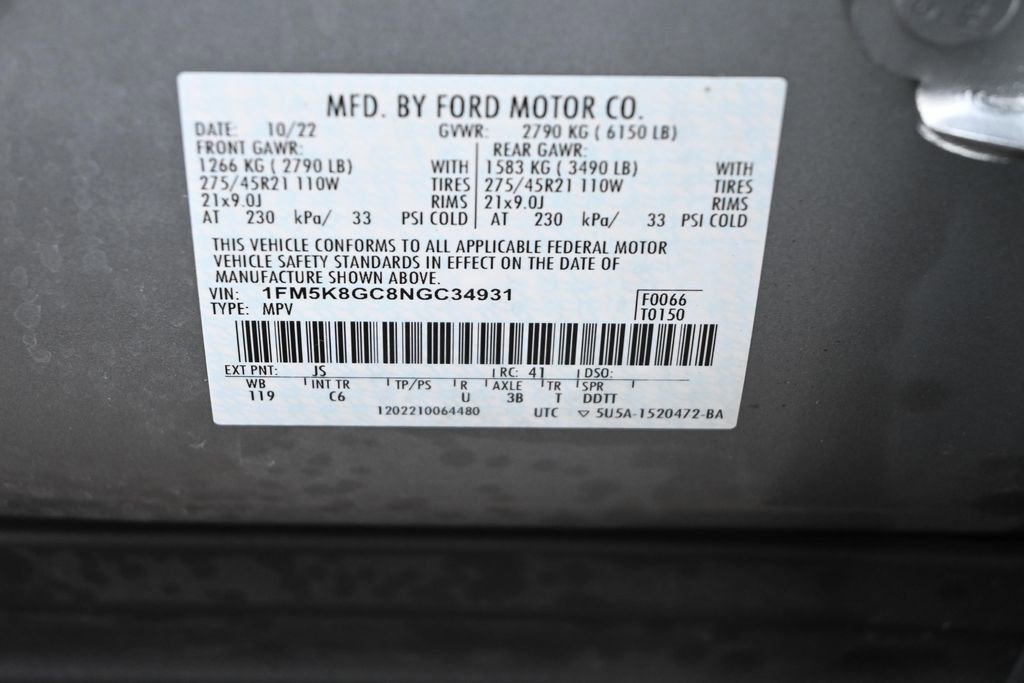 MFD. BY FORD MOTOR CO.
DATE: 10/22 GVWR: 2790 KG ( 6150 LB)
FRONT GAWR: REAR GAWR:
1266 KG ( 2790 LB) WITH 1583 KG ( 3490 LB) WITH
275/45R21 110W TIRES 275/45R21 110W TIRES
21x9.0J RIMS 21x9.0J RIMS
AT 230 kPa/ 33 PSI COLD AT 230 kPa/ 33 PSI COLD
THIS VEHICLE CONFORMS TO ALL APPLICABLE FEDERAL MOTOR
VEHICLE SAFETY STANDARDS IN EFFECT ON THE DATE OF
MANUFACTURE SHOWN ABOVE.
VIN: 1FM5K8GC8NGC34931 F0066
TYPE: MPV T0150
EXT PNT: JS RC: 41 DSO:
WB INT TR TP/PS R AXLE TR SPR
119 C6 U 3B T DDTT
1202210064480 UTC ▽ 5U5A-1520472-BA